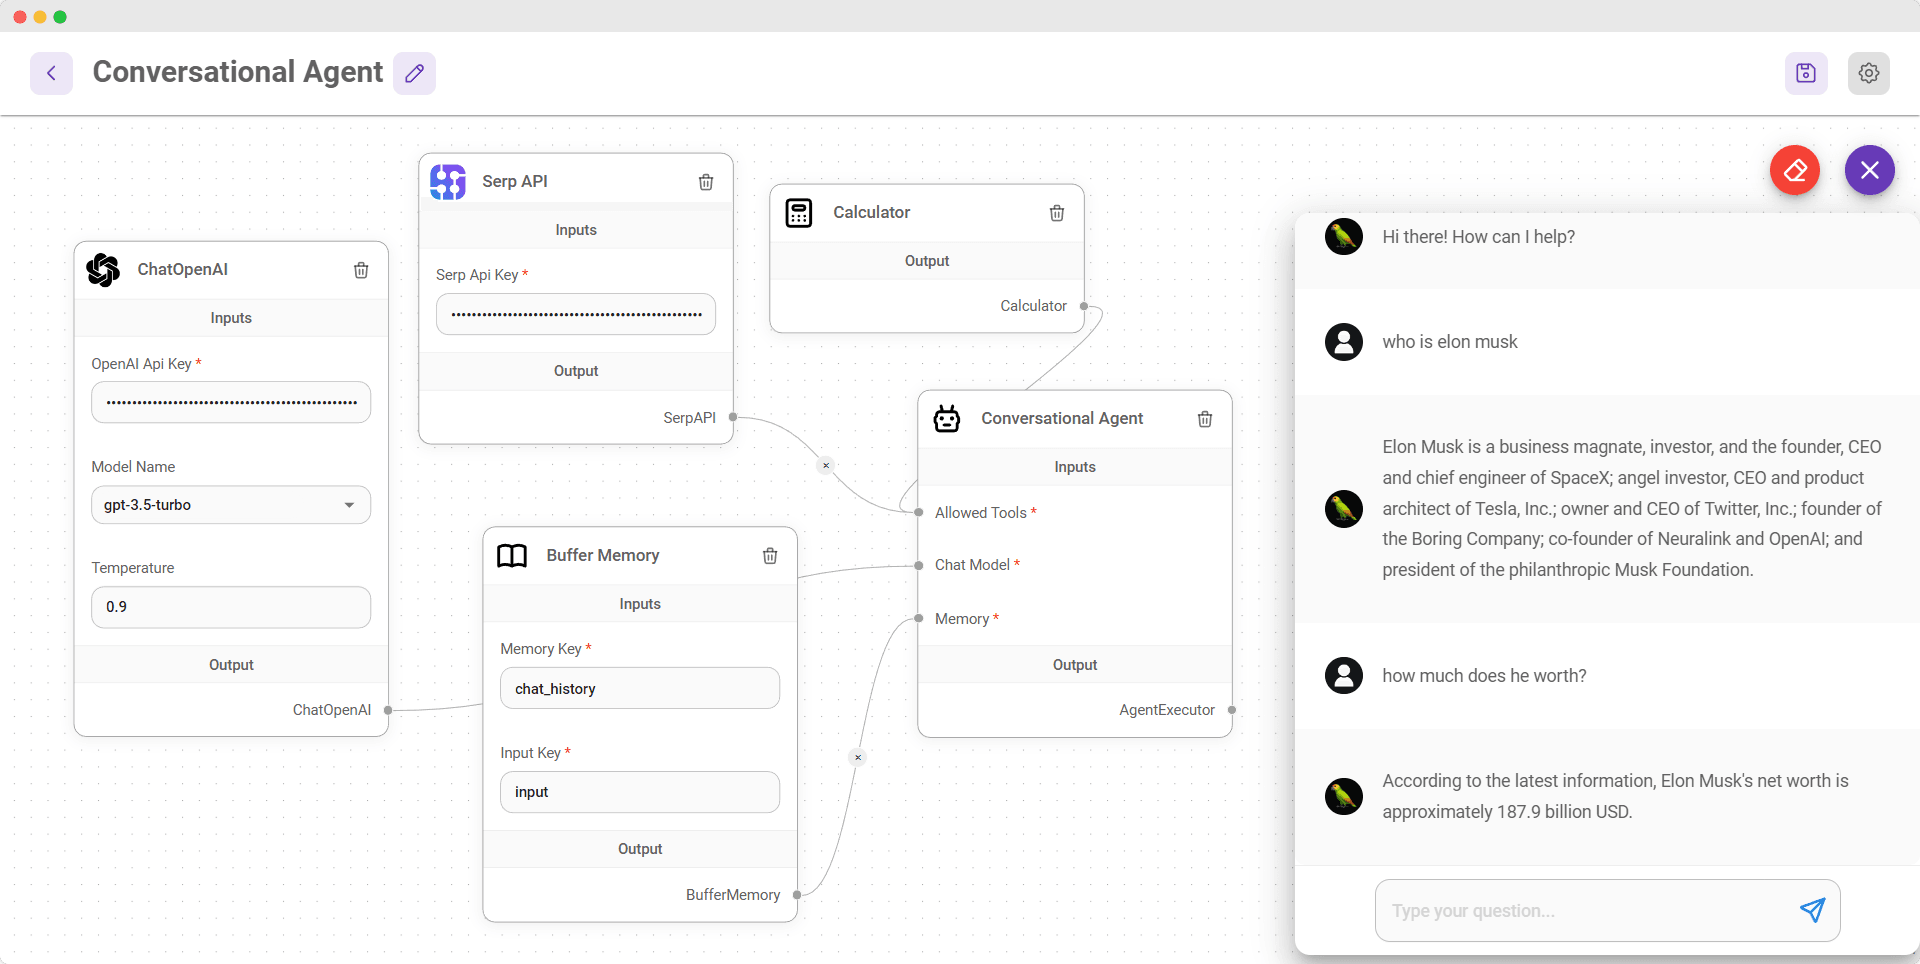 Conversational Agent
Serp API
Inputs
Serp Api Key *
••••••••••••••••••••••••••••••••••••••••••••••••••
Output
SerpAPI
Calculator
Output
Calculator
ChatOpenAI
Inputs
OpenAI Api Key *
••••••••••••••••••••••••••••••••••••••••••••••••••
Model Name
gpt-3.5-turbo
Temperature
0.9
Output
ChatOpenAI
Buffer Memory
Inputs
Memory Key *
chat_history
Input Key *
input
Output
BufferMemory
Conversational Agent
Inputs
Allowed Tools *
Chat Model *
Memory *
Output
AgentExecutor
Hi there! How can I help?
who is elon musk
Elon Musk is a business magnate, investor, and the founder, CEO
and chief engineer of SpaceX; angel investor, CEO and product
architect of Tesla, Inc.; owner and CEO of Twitter, Inc.; founder of
the Boring Company; co-founder of Neuralink and OpenAI; and
president of the philanthropic Musk Foundation.
how much does he worth?
According to the latest information, Elon Musk's net worth is
approximately 187.9 billion USD.
Type your question...